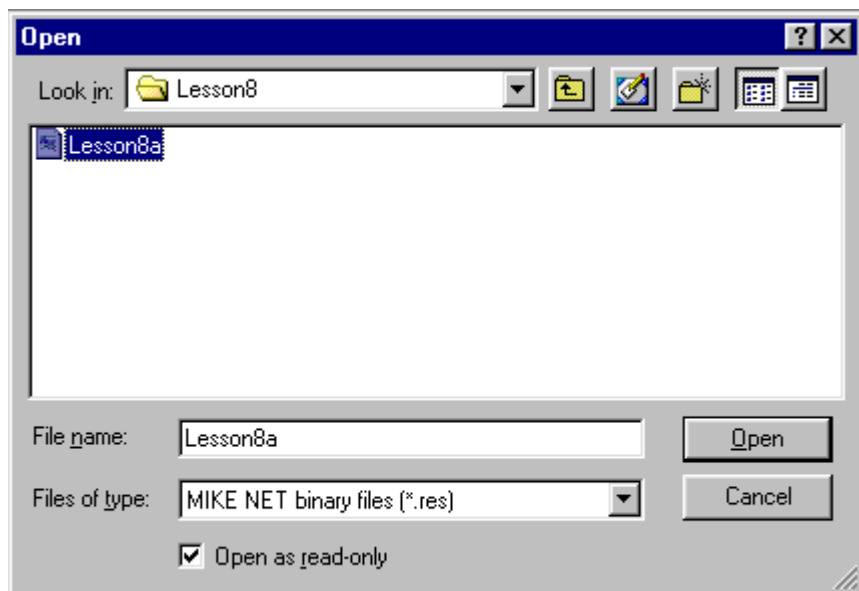 Open
Look in: Lesson8
Lesson8a
File name: Lesson8a Open
Files of type: MIKE NET binary files (*.res) Cancel
Open as read-only